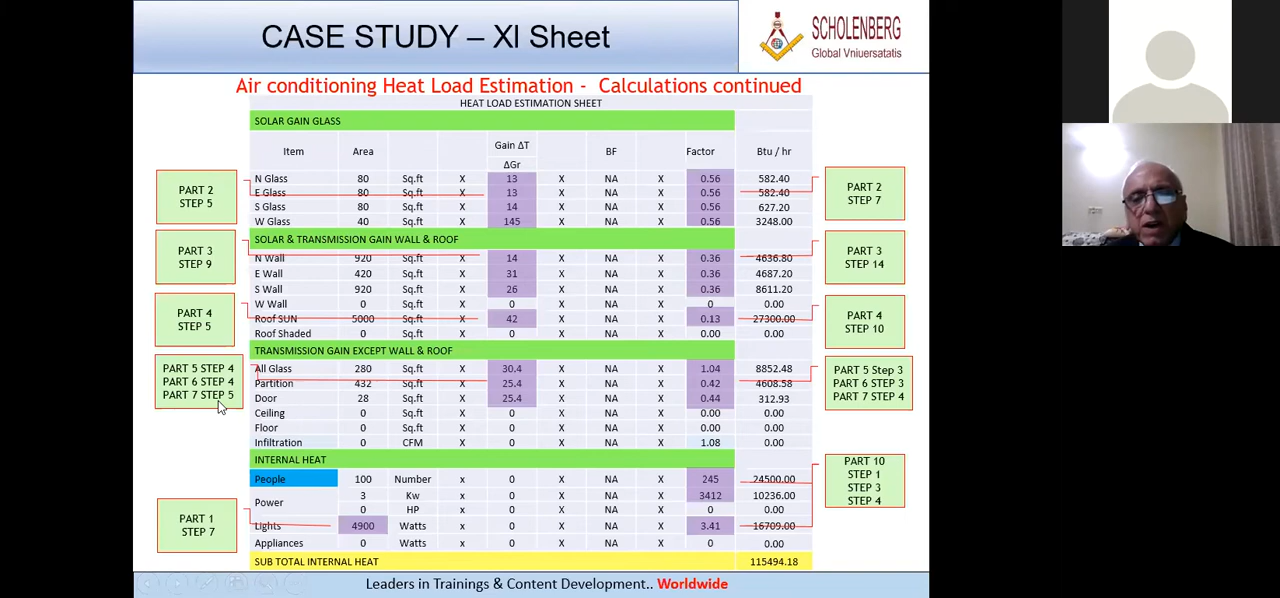 CASE STUDY – XI Sheet
SCHOLENBERG
Global Vniuersatatis
Air conditioning Heat Load Estimation - Calculations continued
HEAT LOAD ESTIMATION SHEET
SOLAR GAIN GLASS
Item Area Gain ΔT BF Factor Btu / hr
ΔGr
N Glass 80 Sq.ft X 13 X NA X 0.56 582.40
E Glass 80 Sq.ft X 13 X NA X 0.56 582.40
S Glass 80 Sq.ft X 14 X NA X 0.56 627.20
W Glass 40 Sq.ft X 145 X NA X 0.56 3248.00
SOLAR & TRANSMISSION GAIN WALL & ROOF
N Wall 920 Sq.ft X 14 X NA X 0.36 4636.80
E Wall 420 Sq.ft X 31 X NA X 0.36 4687.20
S Wall 920 Sq.ft X 26 X NA X 0.36 8611.20
W Wall 0 Sq.ft X 0 X NA X 0 0.00
Roof SUN 5000 Sq.ft X 42 X NA X 0.13 27300.00
Roof Shaded 0 Sq.ft X 0 X NA X 0.00 0.00
TRANSMISSION GAIN EXCEPT WALL & ROOF
All Glass 280 Sq.ft X 30.4 X NA X 1.04 8852.48
Partition 432 Sq.ft X 25.4 X NA X 0.42 4608.58
Door 28 Sq.ft X 25.4 X NA X 0.44 312.93
Ceiling 0 Sq.ft X 0 X NA X 0.00 0.00
Floor 0 Sq.ft X 0 X NA X 0.00 0.00
Infiltration 0 CFM X 0 X NA X 1.08 0.00
INTERNAL HEAT
People 100 Number x 0 X NA X 245 24500.00
Power 3 Kw x 0 X NA X 3412 10236.00
0 HP x 0 X NA X 0 0.00
Lights 4900 Watts x 0 X NA X 3.41 16709.00
Appliances 0 Watts x 0 X NA X 0 0.00
SUB TOTAL INTERNAL HEAT 115494.18
PART 2
STEP 5
PART 3
STEP 9
PART 4
STEP 5
PART 5 STEP 4
PART 6 STEP 4
PART 7 STEP 5
PART 1
STEP 7
PART 2
STEP 7
PART 3
STEP 14
PART 4
STEP 10
PART 5 Step 3
PART 6 STEP 3
PART 7 STEP 4
PART 10
STEP 1
STEP 3
STEP 4
Leaders in Trainings & Content Development.. Worldwide